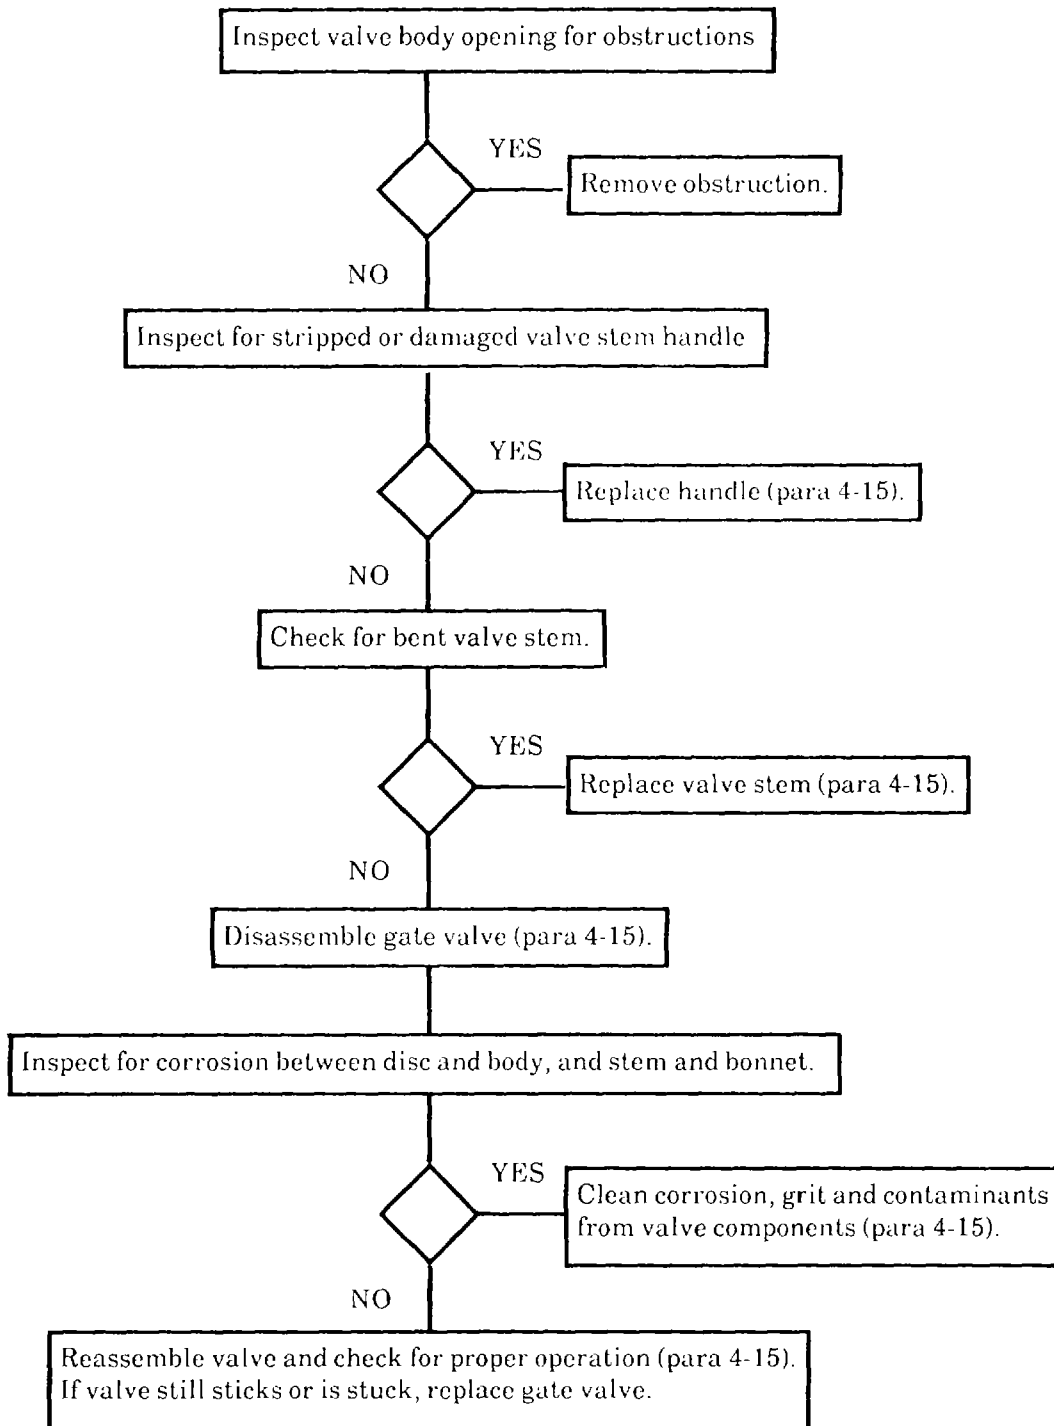 Inspect valve body opening for obstructions
YES
Remove obstruction.
NO
Inspect for stripped or damaged valve stem handle
YES
Replace handle (para 4-15).
NO
Check for bent valve stem.
YES
Replace valve stem (para 4-15).
NO
Disassemble gate valve (para 4-15).
Inspect for corrosion between disc and body, and stem and bonnet.
YES
Clean corrosion, grit and contaminants
from valve components (para 4-15).
NO
Reassemble valve and check for proper operation (para 4-15).
If valve still sticks or is stuck, replace gate valve.